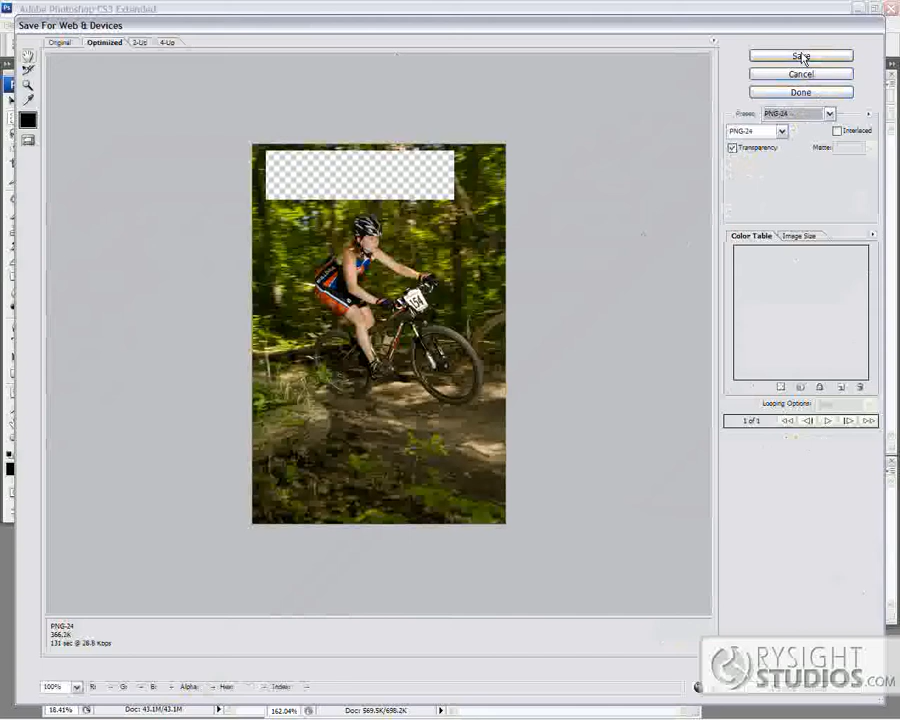 Adobe Photoshop CS3 Extended
Save For Web & Devices
Original
Optimized
2-Up
4-Up
Save
Cancel
Done
Preset:
PNG-24
PNG-24
Interlaced
Transparency
Matte:
154
Color Table
Image Size
Looping Options:
1 of 1
PNG-24
366.2K
131 sec @ 28.8 Kbps
RYSIGHT
STUDIOS.COM
100%
Alpha:
Hex:
Index:
18.41%
Doc: 43.1M/43.1M
162.04%
Doc: 569.5K/698.2K